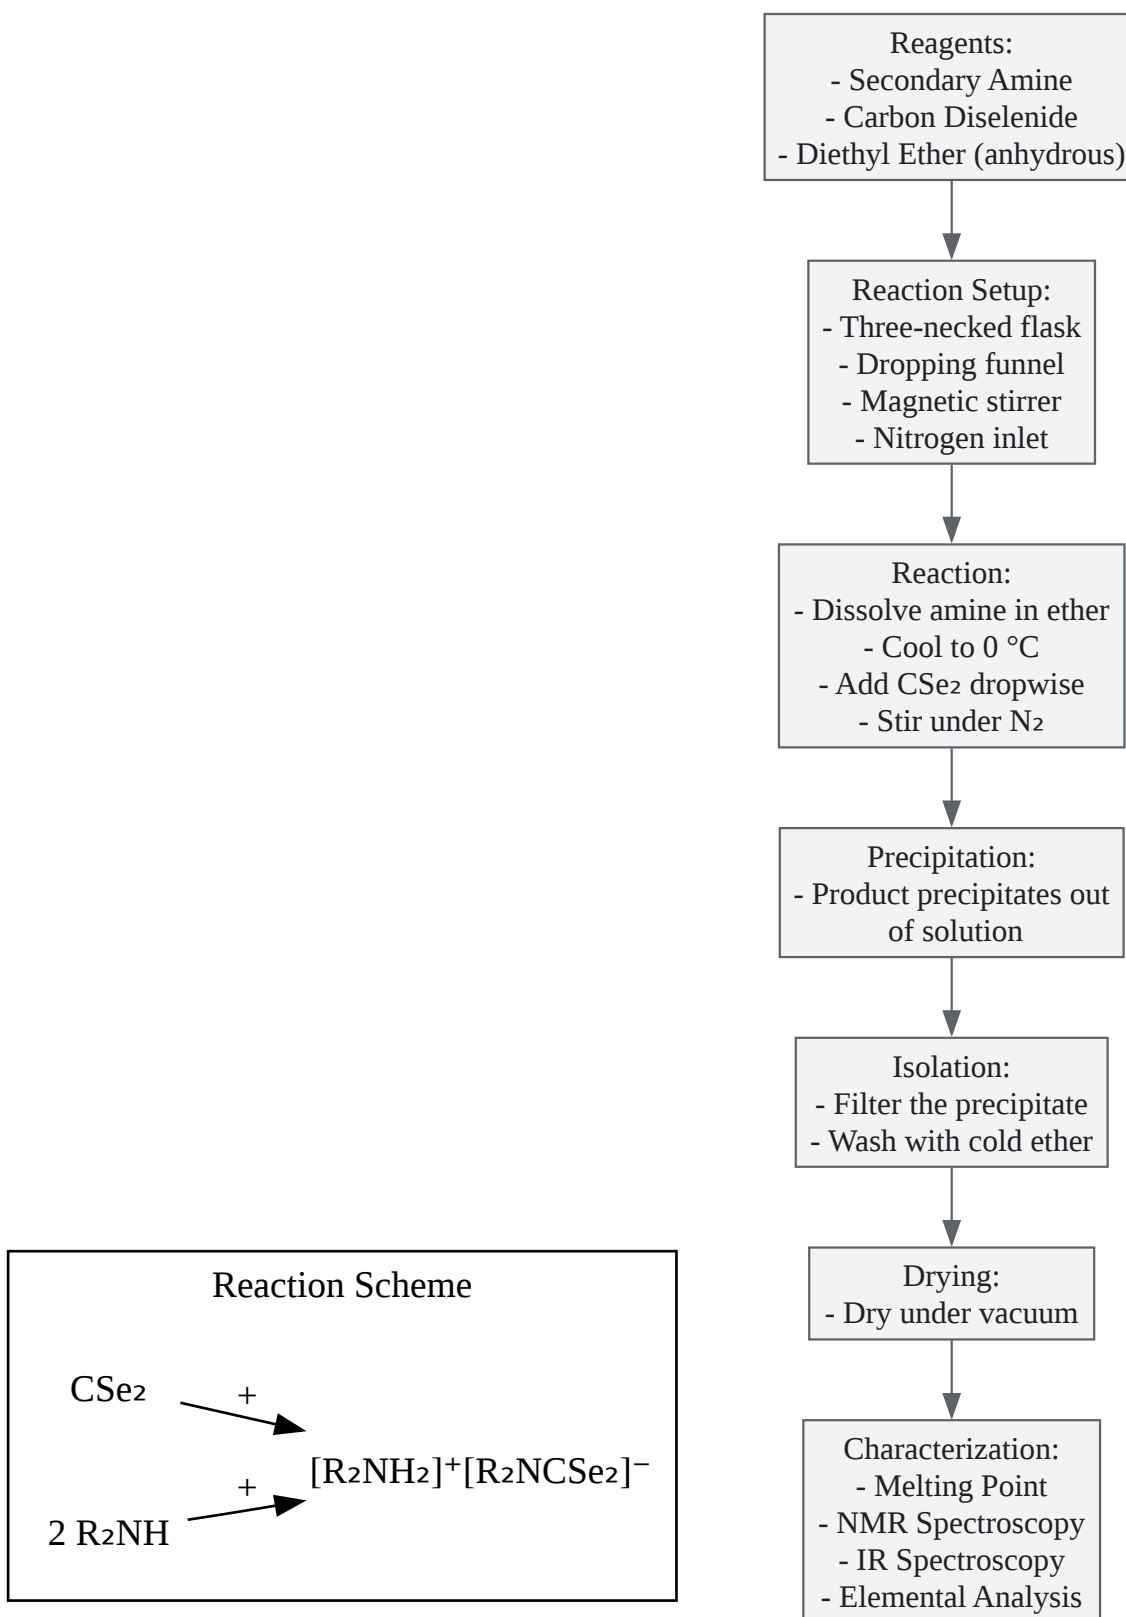 Reagents:
- Secondary Amine
- Carbon Diselenide
- Diethyl Ether (anhydrous)
Reaction Setup:
- Three-necked flask
- Dropping funnel
- Magnetic stirrer
- Nitrogen inlet
Reaction:
- Dissolve amine in ether
- Cool to 0 °C
- Add CSe₂ dropwise
- Stir under N₂
Precipitation:
- Product precipitates out
of solution
Isolation:
- Filter the precipitate
- Wash with cold ether
Drying:
- Dry under vacuum
Characterization:
- Melting Point
- NMR Spectroscopy
- IR Spectroscopy
- Elemental Analysis
Reaction Scheme
CSe₂
+
[R₂NH₂]⁺[R₂NCSe₂]⁻
+
2 R₂NH